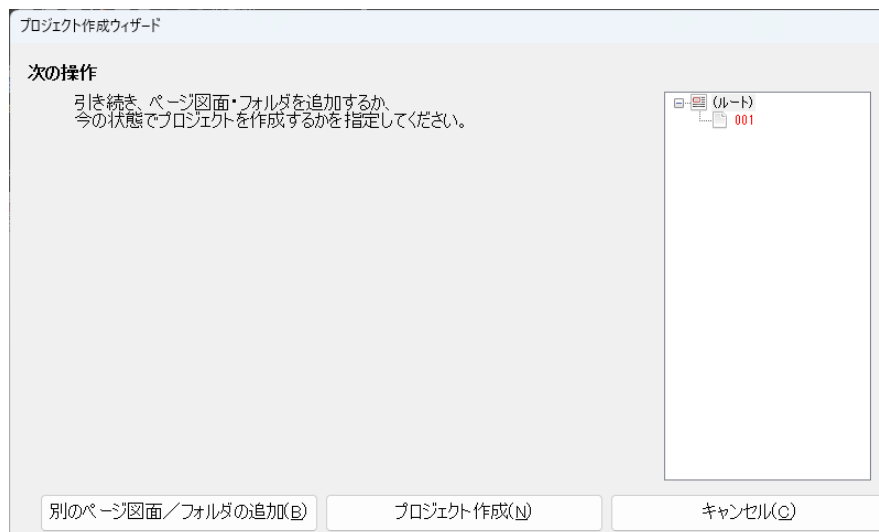 プロジェクト作成ウィザード
次の操作
引き続き、ページ図面・フォルダを追加するか、
今の状態でプロジェクトを作成するかを指定してください。
(ルート)
001
別のページ図面／フォルダの追加(B)
プロジェクト作成(N)
キャンセル(C)